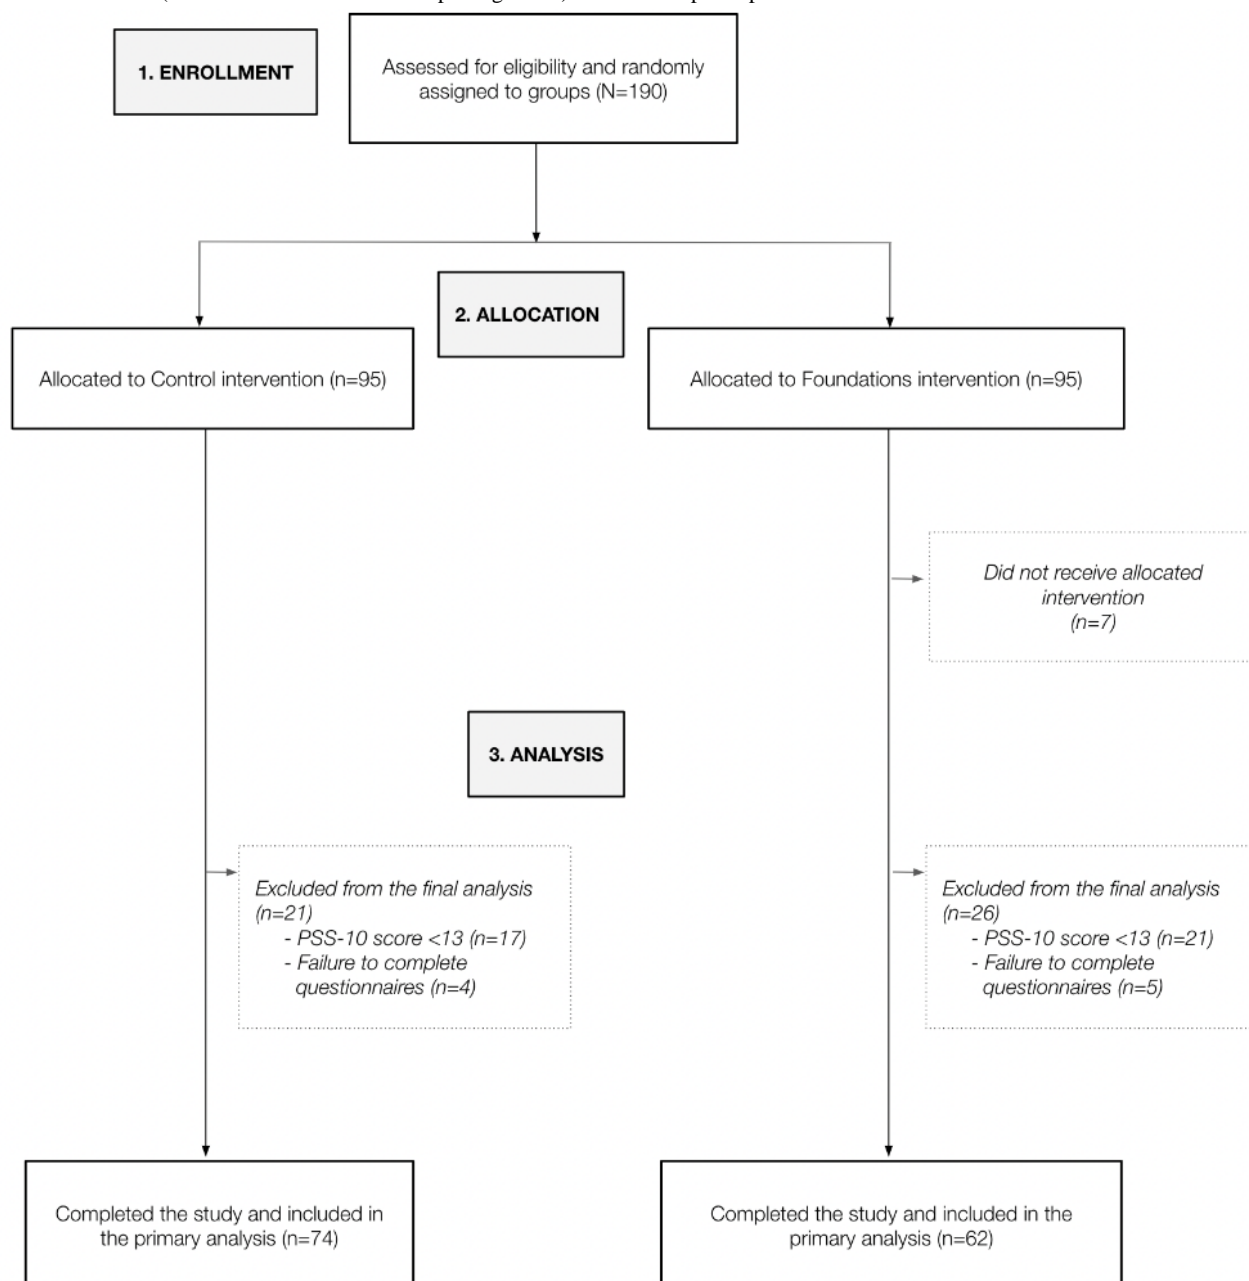 1. ENROLLMENT
Assessed for eligibility and randomly
assigned to groups (N=190)
2. ALLOCATION
Allocated to Control intervention (n=95)
Allocated to Foundations intervention (n=95)
Did not receive allocated
intervention
(n=7)
3. ANALYSIS
Excluded from the final analysis
(n=21)
- PSS-10 score <13 (n=17)
- Failure to complete
questionnaires (n=4)
Excluded from the final analysis
(n=26)
- PSS-10 score <13 (n=21)
- Failure to complete
questionnaires (n=5)
Completed the study and included in
the primary analysis (n=74)
Completed the study and included in the
primary analysis (n=62)